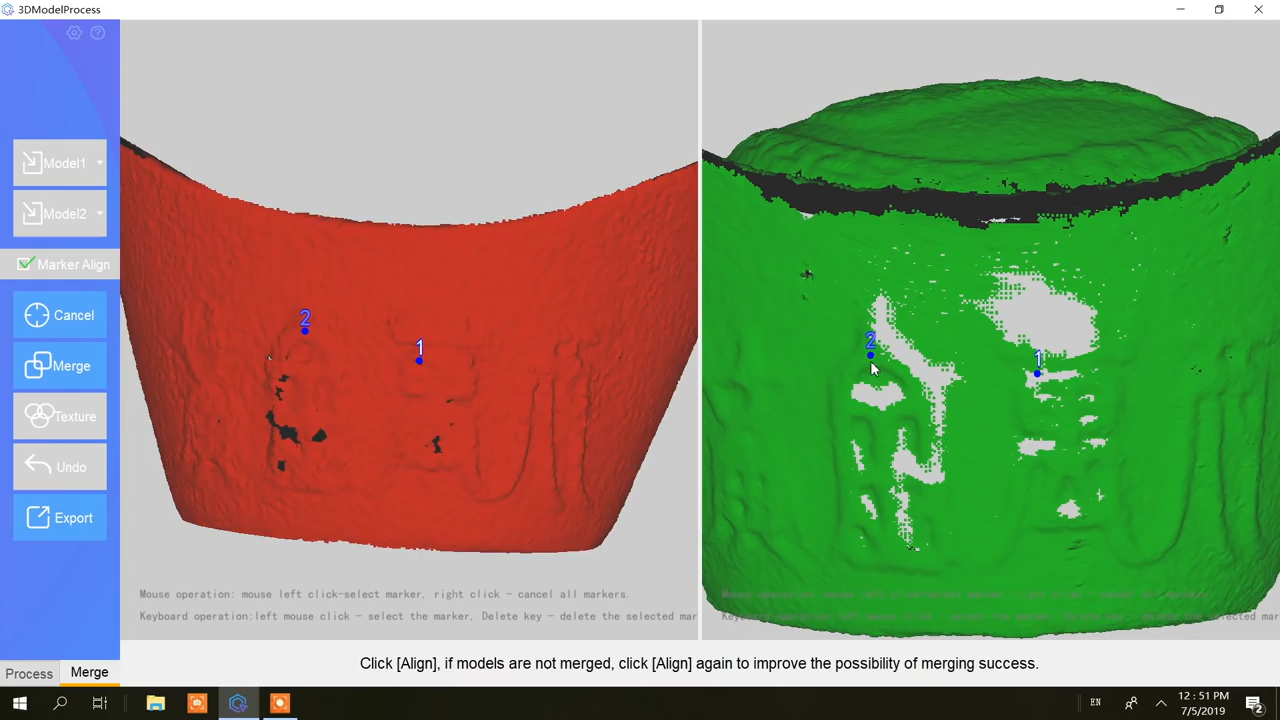 3DModelProcess
Model1
Model2
Marker Align
Cancel
Merge
Texture
Undo
Export
2
1
2
1
Mouse operation: mouse left click-select marker, right click - cancel all markers.
Keyboard operation:left mouse click - select the marker, Delete key - delete the selected mar
Process
Merge
Click [Align], if models are not merged, click [Align] again to improve the possibility of merging success.
EN
12 : 51 PM
7/5/2019
2